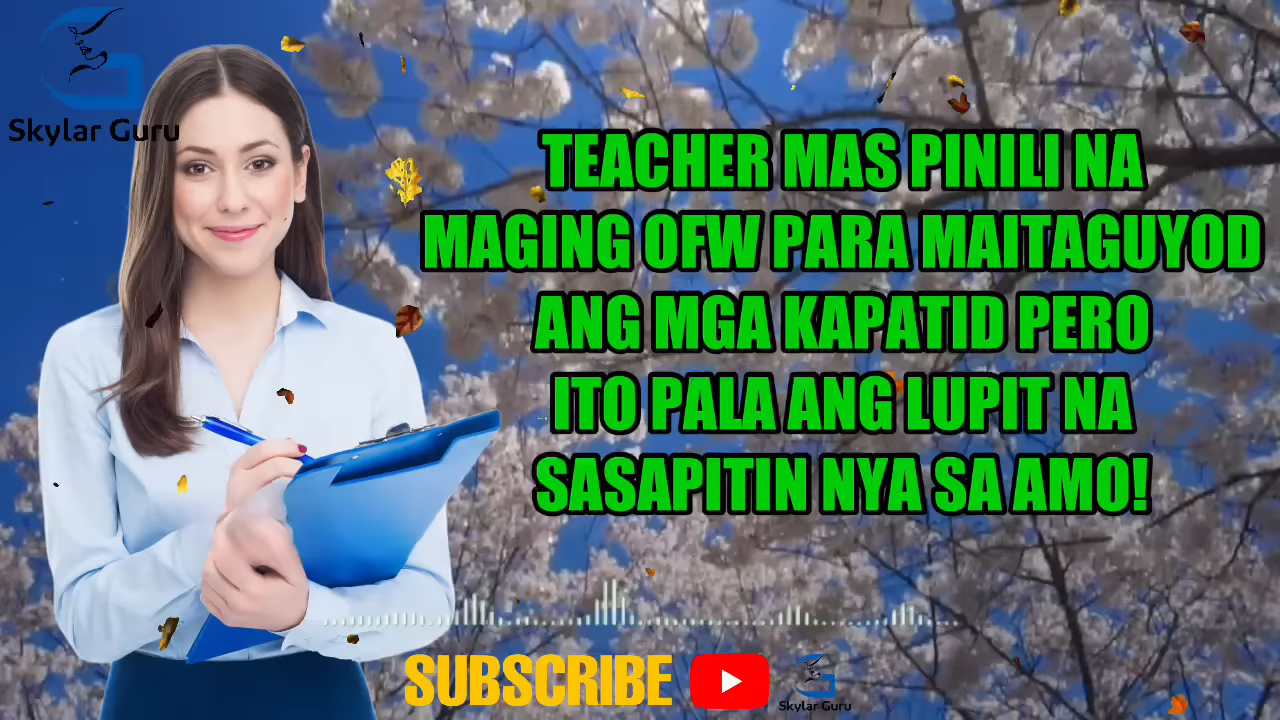 Skylar Guru
TEACHER MAS PINILI NA
MAGING OFW PARA MAITAGUYOD
ANG MGA KAPATID PERO
ITO PALA ANG LUPIT NA
SASAPITIN NYA SA AMO!
SUBSCRIBE
Skylar Guru